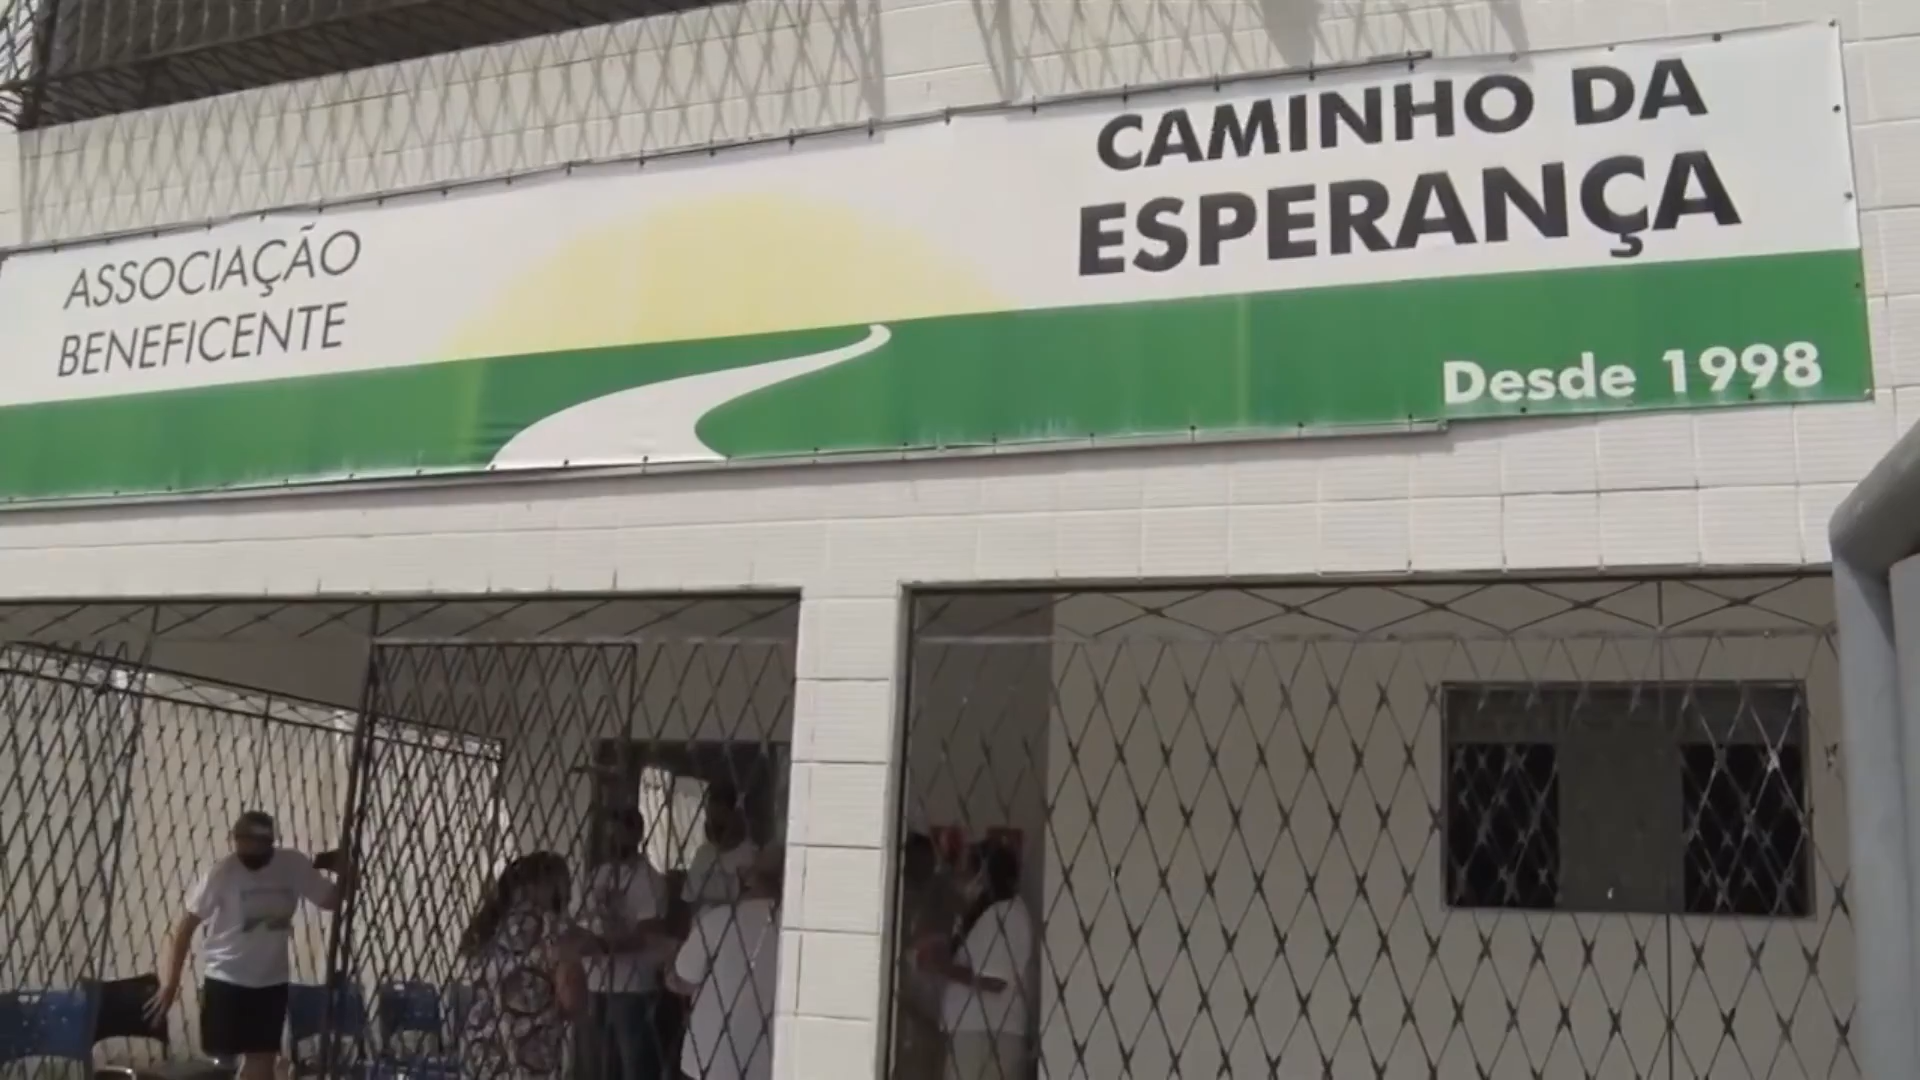 ASSOCIAÇÃO
BENEFICENTE
CAMINHO DA
ESPERANÇA
Desde 1998